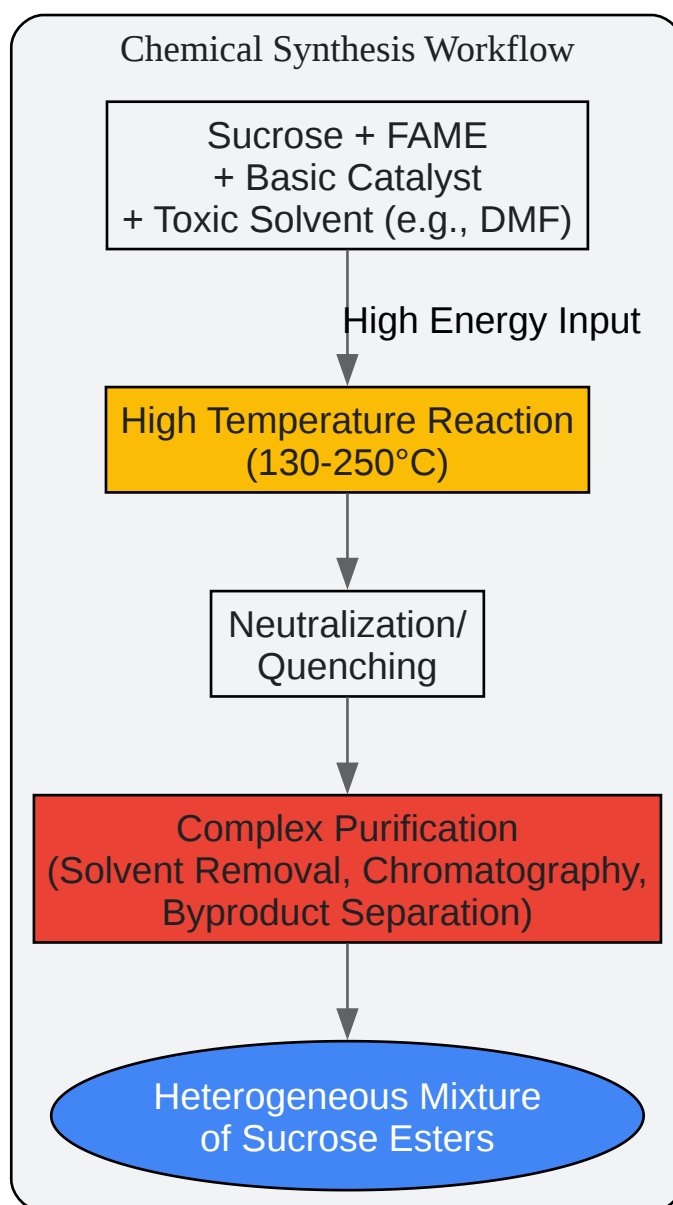 Chemical Synthesis Workflow
Sucrose + FAME
+ Basic Catalyst
+ Toxic Solvent (e.g., DMF)
High Energy Input
High Temperature Reaction
(130-250°C)
Neutralization/
Quenching
Complex Purification
(Solvent Removal, Chromatography,
Byproduct Separation)
Heterogeneous Mixture
of Sucrose Esters